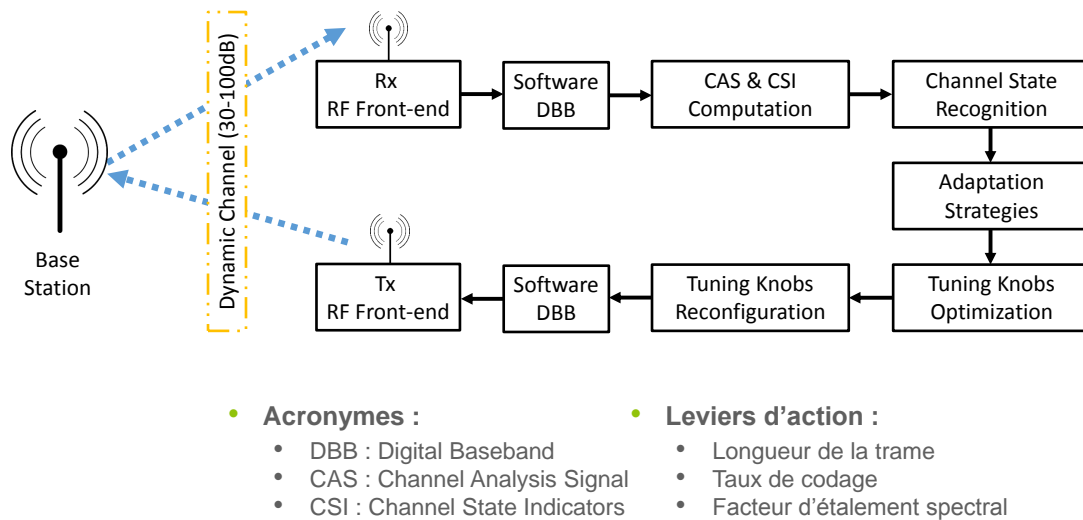 Base
Station
Dynamic Channel (30-100dB)
Rx
RF Front-end
Software
DBB
CAS & CSI
Computation
Channel State
Recognition
Adaptation
Strategies
Tuning Knobs
Optimization
Tuning Knobs
Reconfiguration
Software
DBB
Tx
RF Front-end
• Acronymes :
• DBB : Digital Baseband
• CAS : Channel Analysis Signal
• CSI : Channel State Indicators
• Leviers d'action :
• Longueur de la trame
• Taux de codage
• Facteur d'étalement spectral